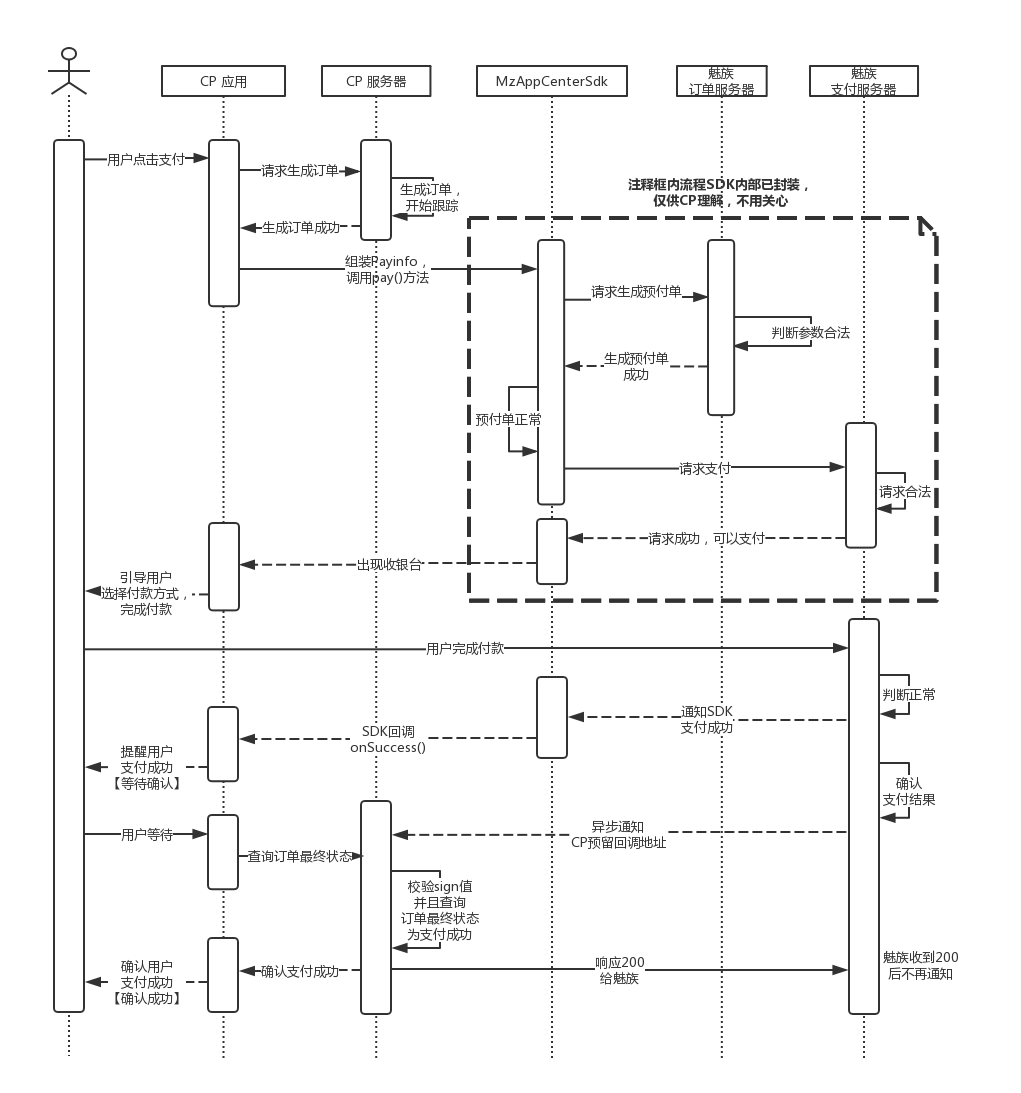 CP 应用
CP 服务器
MzAppCenterSdk
魅族
订单服务器
魅族
支付服务器
用户点击支付
请求生成订单
生成订单，
开始跟踪
注释框内流程SDK内部已封装，
仅供CP理解，不用关心
生成订单成功
组装Payinfo，
调用pay()方法
请求生成预付单
判断参数合法
生成预付单
成功
预付单正常
请求支付
请求合法
请求成功，可以支付
出现收银台
引导用户
选择付款方式，
完成付款
用户完成付款
判断正常
通知SDK
支付成功
SDK回调
onSuccess()
提醒用户
支付成功
【等待确认】
确认
支付结果
用户等待
异步通知
CP预留回调地址
查询订单最终状态
校验sign值
并且查询
订单最终状态
为支付成功
确认支付成功
响应200
给魅族
魅族收到200
后不再通知
确认用户
支付成功
【确认成功】